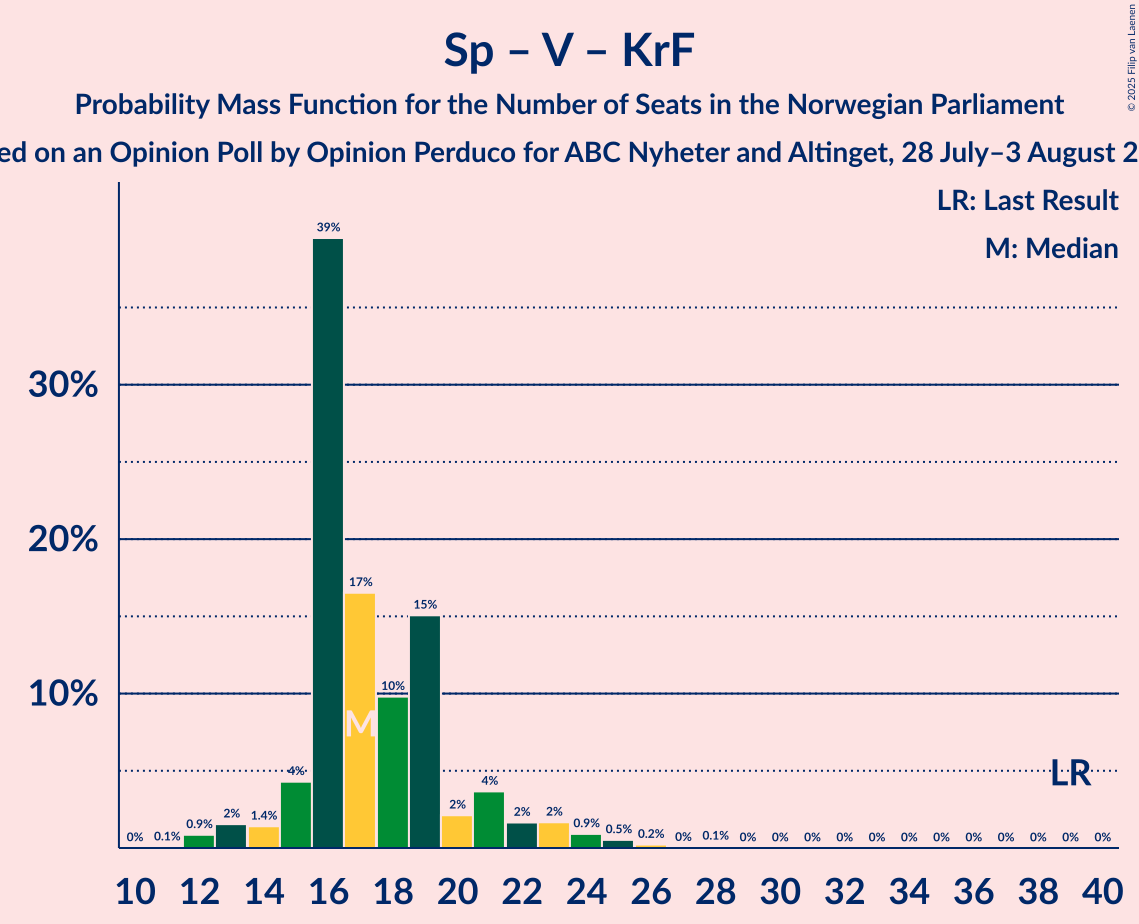 Sp – V – KrF
Probability Mass Function for the Number of Seats in the Norwegian Parliament
on an Opinion Poll by Opinion Perduco for ABC Nyheter and Altinget, 28 July–3 August
© 2025 Filip van Laenen
LR: Last Result
M: Median
30%
20%
10%
0% 0.1% 0.9% 2% 1.4% 4% 39% 17% 10% 15% 2% 4% 2% 2% 0.9% 0.5% 0.2% 0% 0.1% 0% 0% 0% 0% 0% 0% 0% 0% 0% 0% 0% 0%
M
LR
10 12 14 16 18 20 22 24 26 28 30 32 34 36 38 40